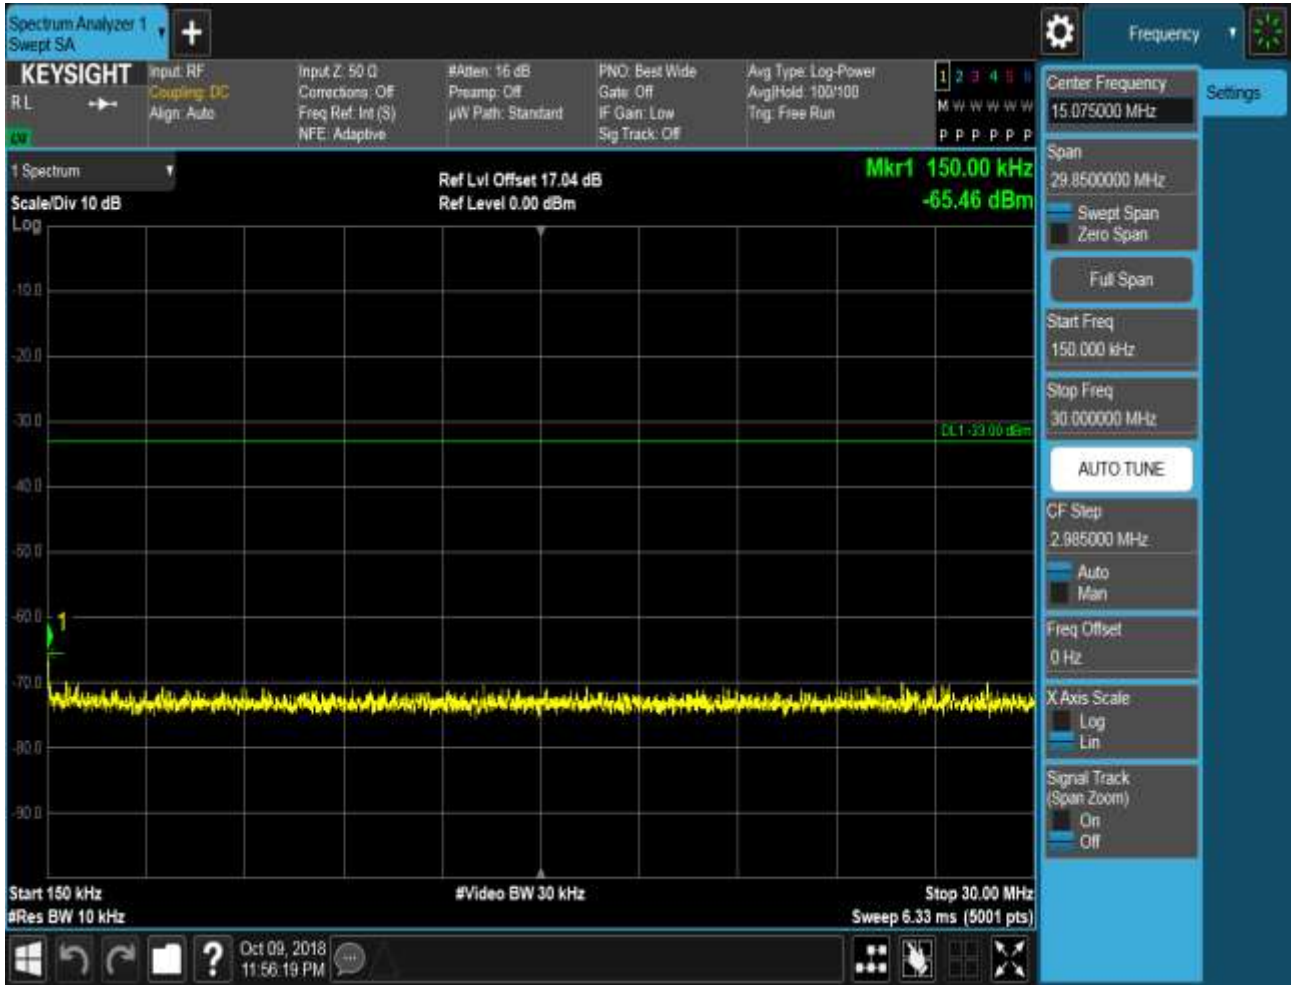 Spectrum Analyzer 1
Swept SA
Frequency
KEYSIGHT
RL
LXI
Input: RF
Coupling: DC
Align: Auto
Input Z: 50 Ω
Corrections: Off
Freq Ref: Int (S)
NFE: Adaptive
#Atten: 16 dB
Preamp: Off
µW Path: Standard
PNO: Best Wide
Gate: Off
IF Gain: Low
Sig Track: Off
Avg Type: Log-Power
Avg|Hold: 100/100
Trig: Free Run
1 2 3 4 5 6
M W W W W W
P P P P P P
1 Spectrum
Scale/Div 10 dB
Log
Ref Lvl Offset 17.04 dB
Ref Level 0.00 dBm
Mkr1 150.00 kHz
-65.46 dBm
-10.0
-20.0
-30.0
DL1 -33.00 dBm
-40.0
-50.0
-60.0
1
-70.0
-80.0
-90.0
Start 150 kHz
#Video BW 30 kHz
Stop 30.00 MHz
#Res BW 10 kHz
Sweep 6.33 ms (5001 pts)
Oct 09, 2018
11:56:19 PM
Center Frequency
15.075000 MHz
Settings
Span
29.8500000 MHz
Swept Span
Zero Span
Full Span
Start Freq
150.000 kHz
Stop Freq
30.000000 MHz
AUTO TUNE
CF Step
2.985000 MHz
Auto
Man
Freq Offset
0 Hz
X Axis Scale
Log
Lin
Signal Track
(Span Zoom)
On
Off